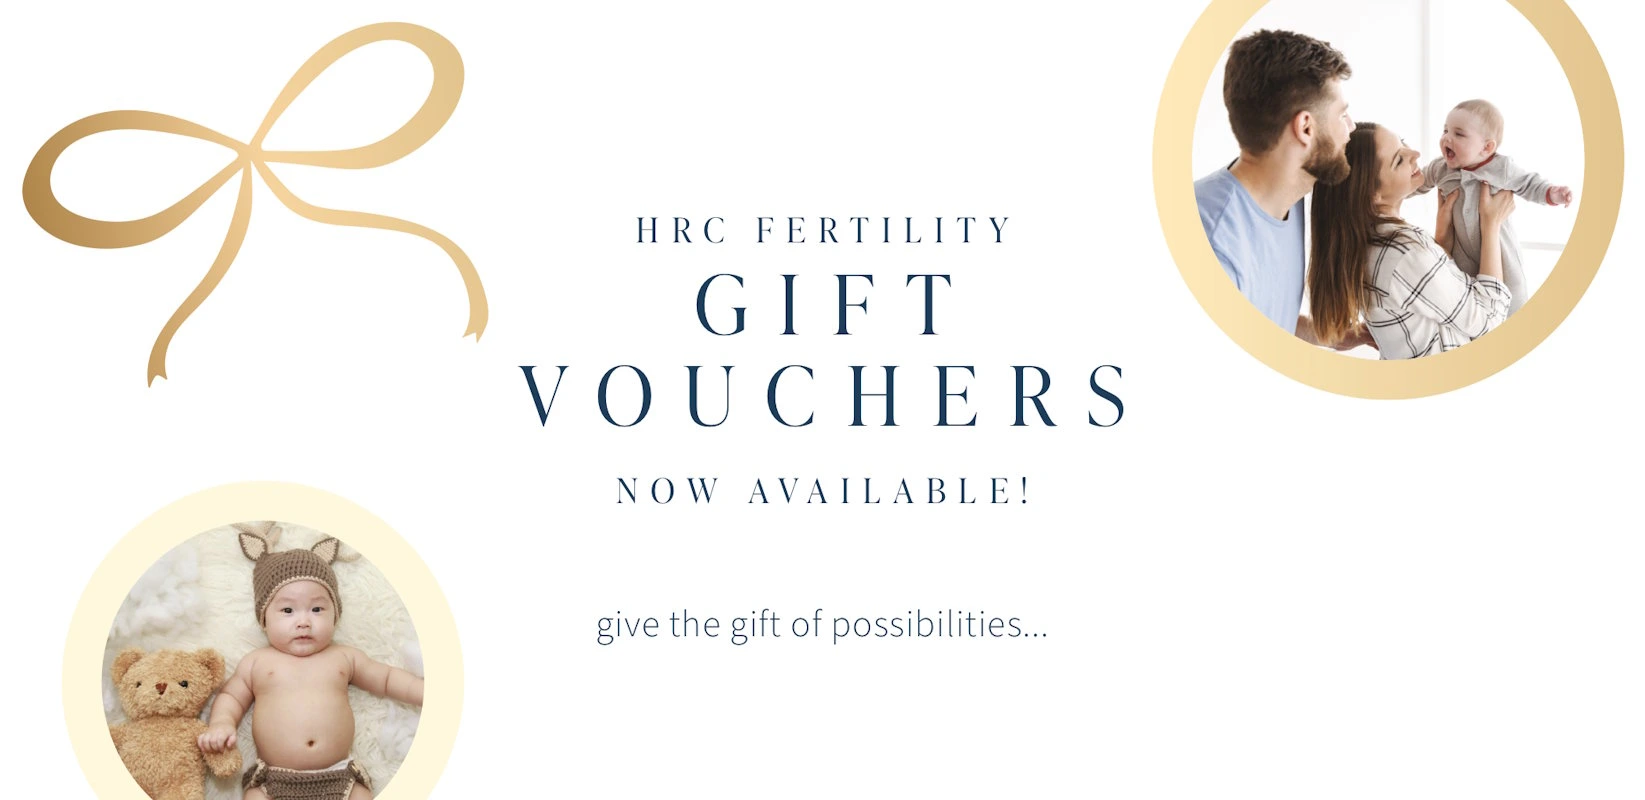 HRC FERTILITY
GIFT
VOUCHERS
NOW AVAILABLE!
give the gift of possibilities...